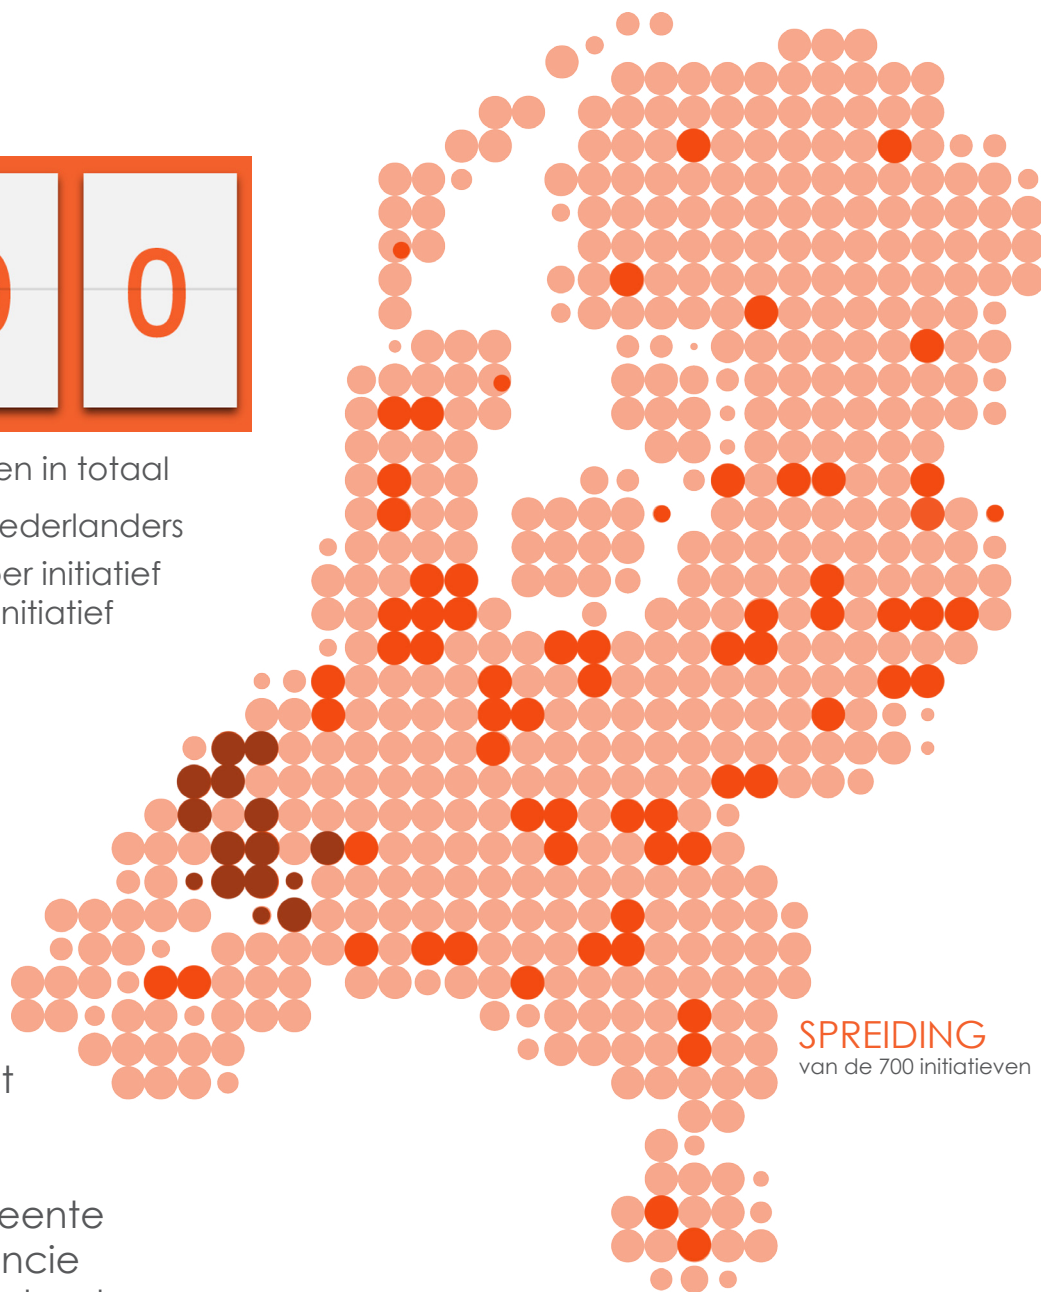 0
en in totaal
ederlanders
er initiatief
nitiatief
SPREIDING
van de 700 initiatieven
t
eente
ncie